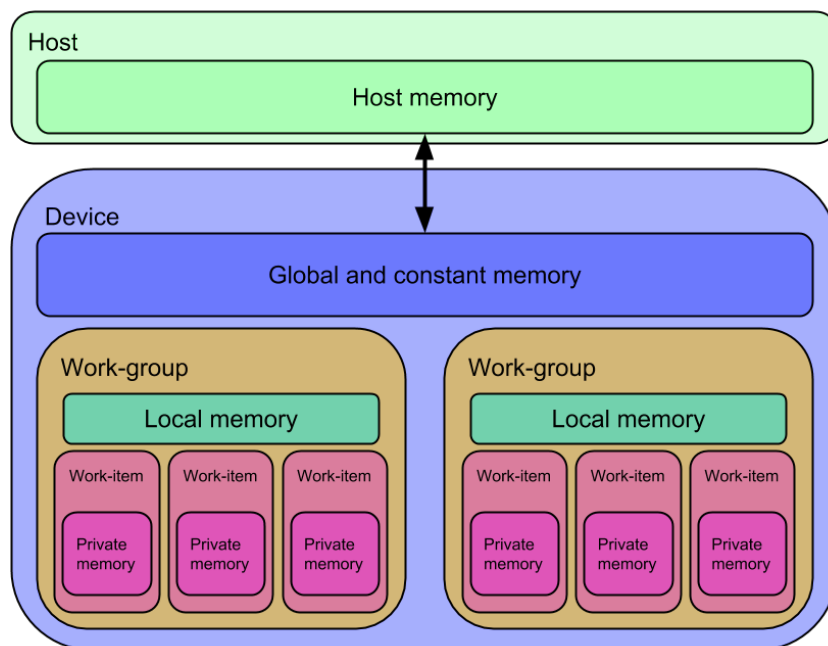 Host
Host memory
Device
Global and constant memory
Work-group
Local memory
Work-item
Private
memory
Work-item
Private
memory
Work-item
Private
memory
Work-group
Local memory
Work-item
Private
memory
Work-item
Private
memory
Work-item
Private
memory